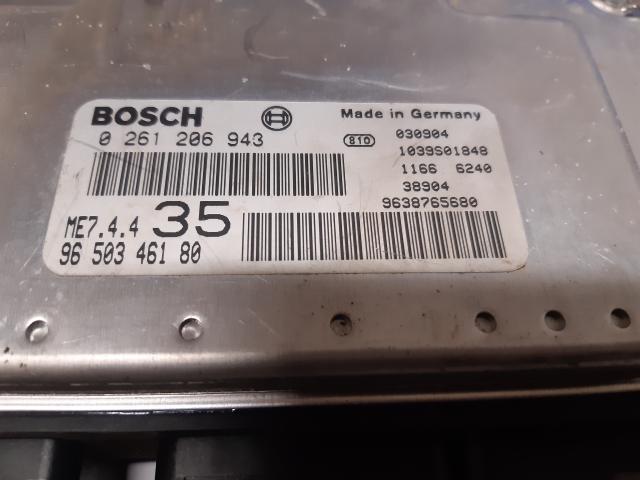 BOSCH
Made in Germany
0 261 206 943
810
030904
1039S01848
1166 6240
38904
9638765680
ME7.4.4 35
96 503 461 80